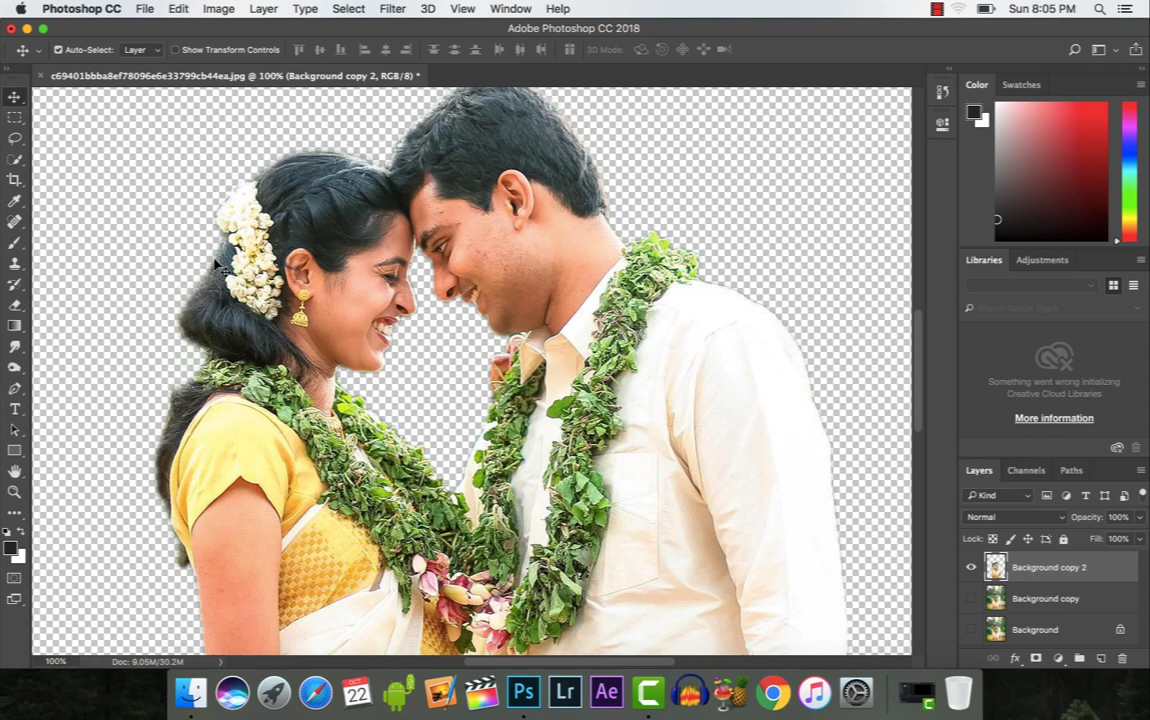 Photoshop CC File Edit Image Layer Type Select Filter 3D View Window Help Sun 8:05 PM
Adobe Photoshop CC 2018
Auto-Select: Layer Show Transform Controls 3D Mode:
c69401bbba8ef78096e6e33799cb44ea.jpg @ 100% (Background copy 2, RGB/8) *
Color Swatches
Libraries Adjustments
Search Adobe Stock
Something went wrong initializing
Creative Cloud Libraries
More information
Layers Channels Paths
Kind
Normal Opacity: 100%
Lock: Fill: 100%
Background copy 2
Background copy
Background
100% Doc: 9.05M/30.2M
OCT
22
Ps Lr Ae